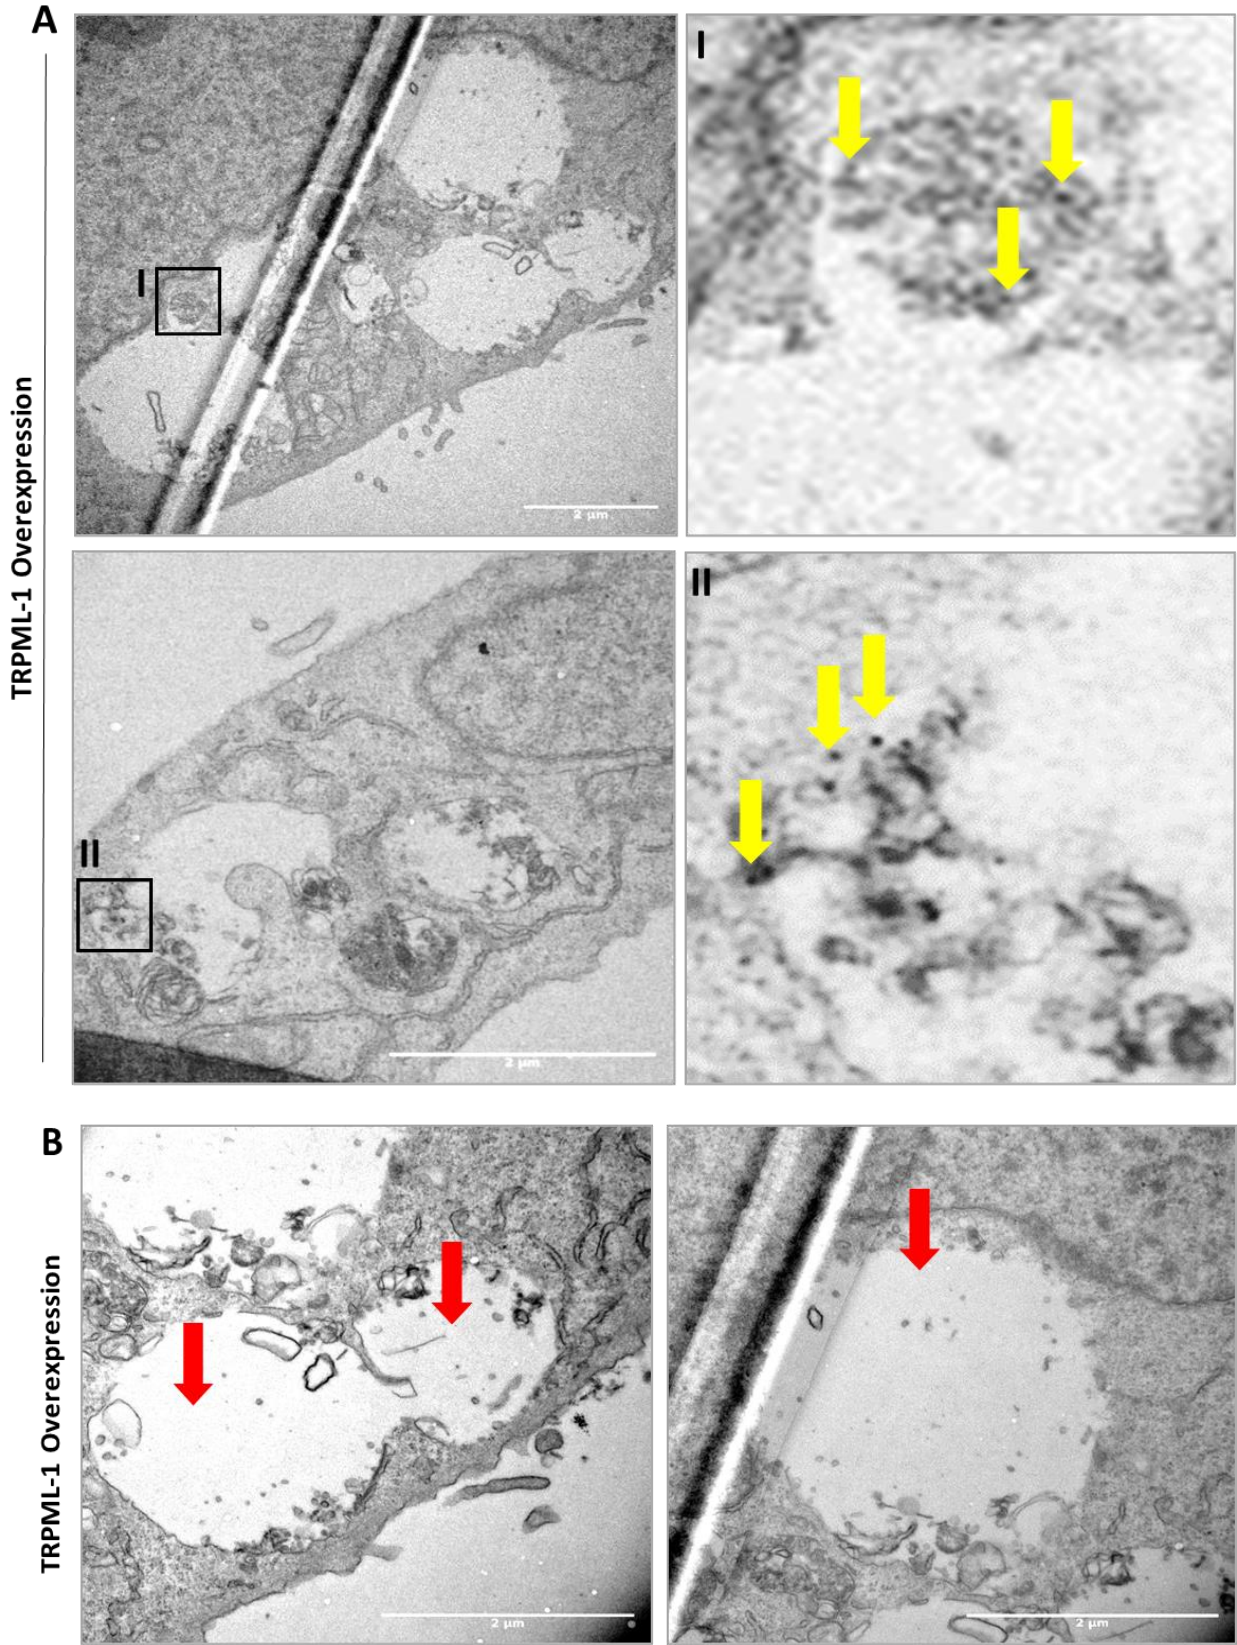 A
TRPML-1 Overexpression
I
I
2 µm
II
II
2 µm
B
TRPML-1 Overexpression
2 µm
2 µm